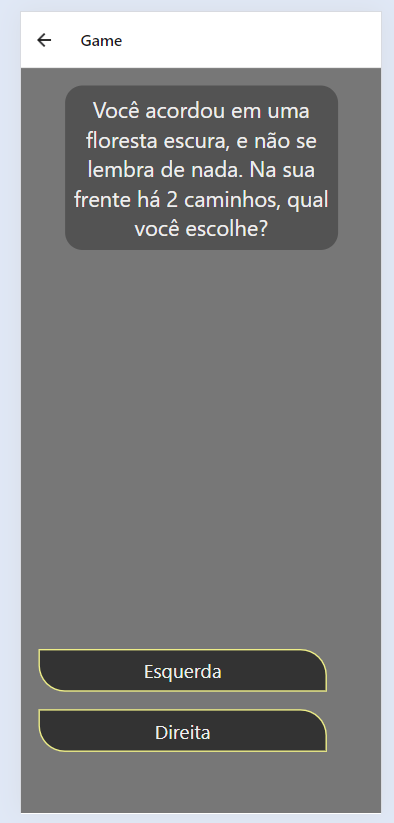 Game
Você acordou em uma
floresta escura, e não se
lembra de nada. Na sua
frente há 2 caminhos, qual
você escolhe?
Esquerda
Direita